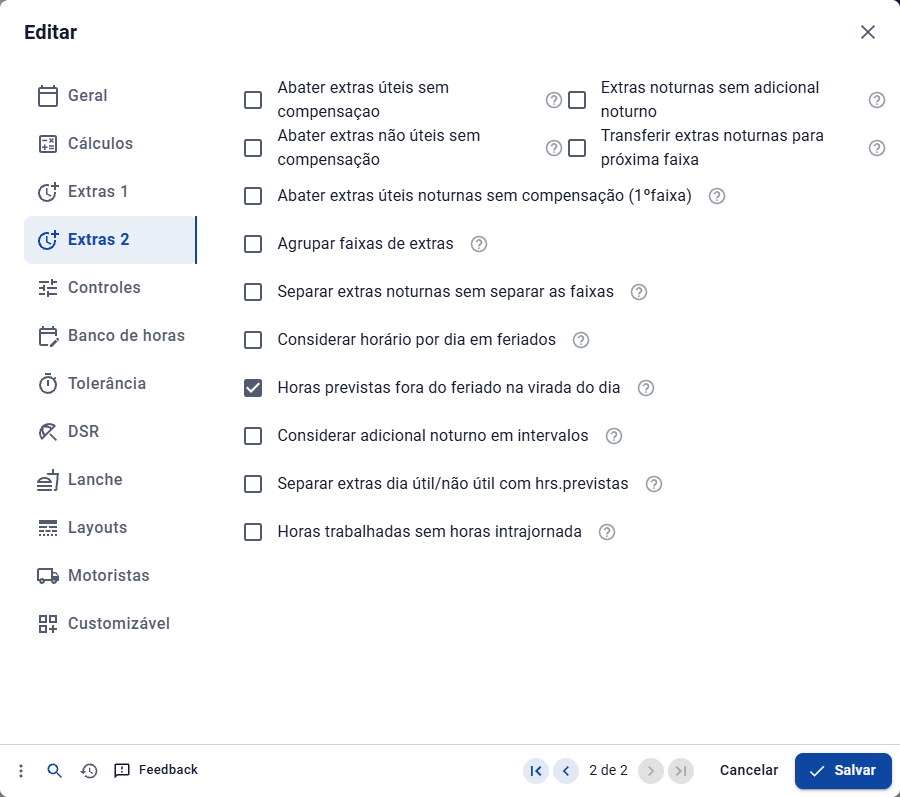 Editar
Geral
Cálculos
Extras 1
Extras 2
Controles
Banco de horas
Tolerância
DSR
Lanche
Layouts
Motoristas
Customizável
Abater extras úteis sem
compensaçao
Extras noturnas sem adicional
noturno
Abater extras não úteis sem
compensação
Transferir extras noturnas para
próxima faixa
Abater extras úteis noturnas sem compensação (1ºfaixa)
Agrupar faixas de extras
Separar extras noturnas sem separar as faixas
Considerar horário por dia em feriados
Horas previstas fora do feriado na virada do dia
Considerar adicional noturno em intervalos
Separar extras dia útil/não útil com hrs.previstas
Horas trabalhadas sem horas intrajornada
Feedback
2 de 2
Cancelar
Salvar